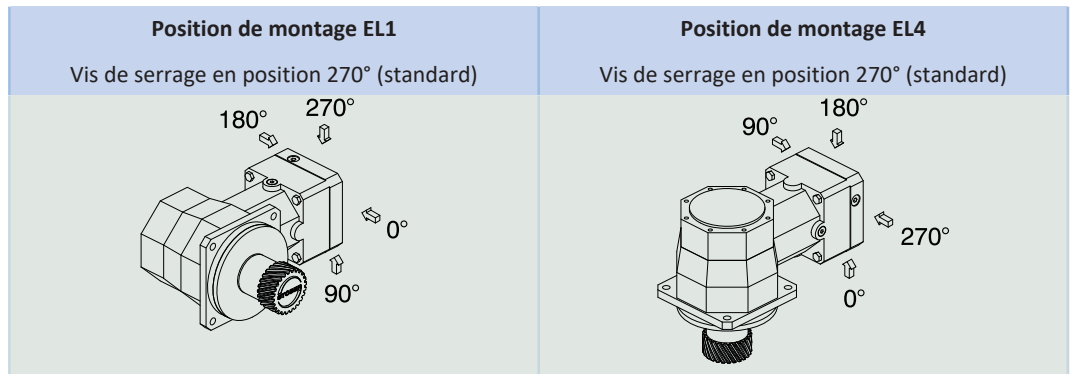 Position de montage EL1
Vis de serrage en position 270° (standard)
180°
270°
0°
90°
Position de montage EL4
Vis de serrage en position 270° (standard)
180°
90°
270°
0°